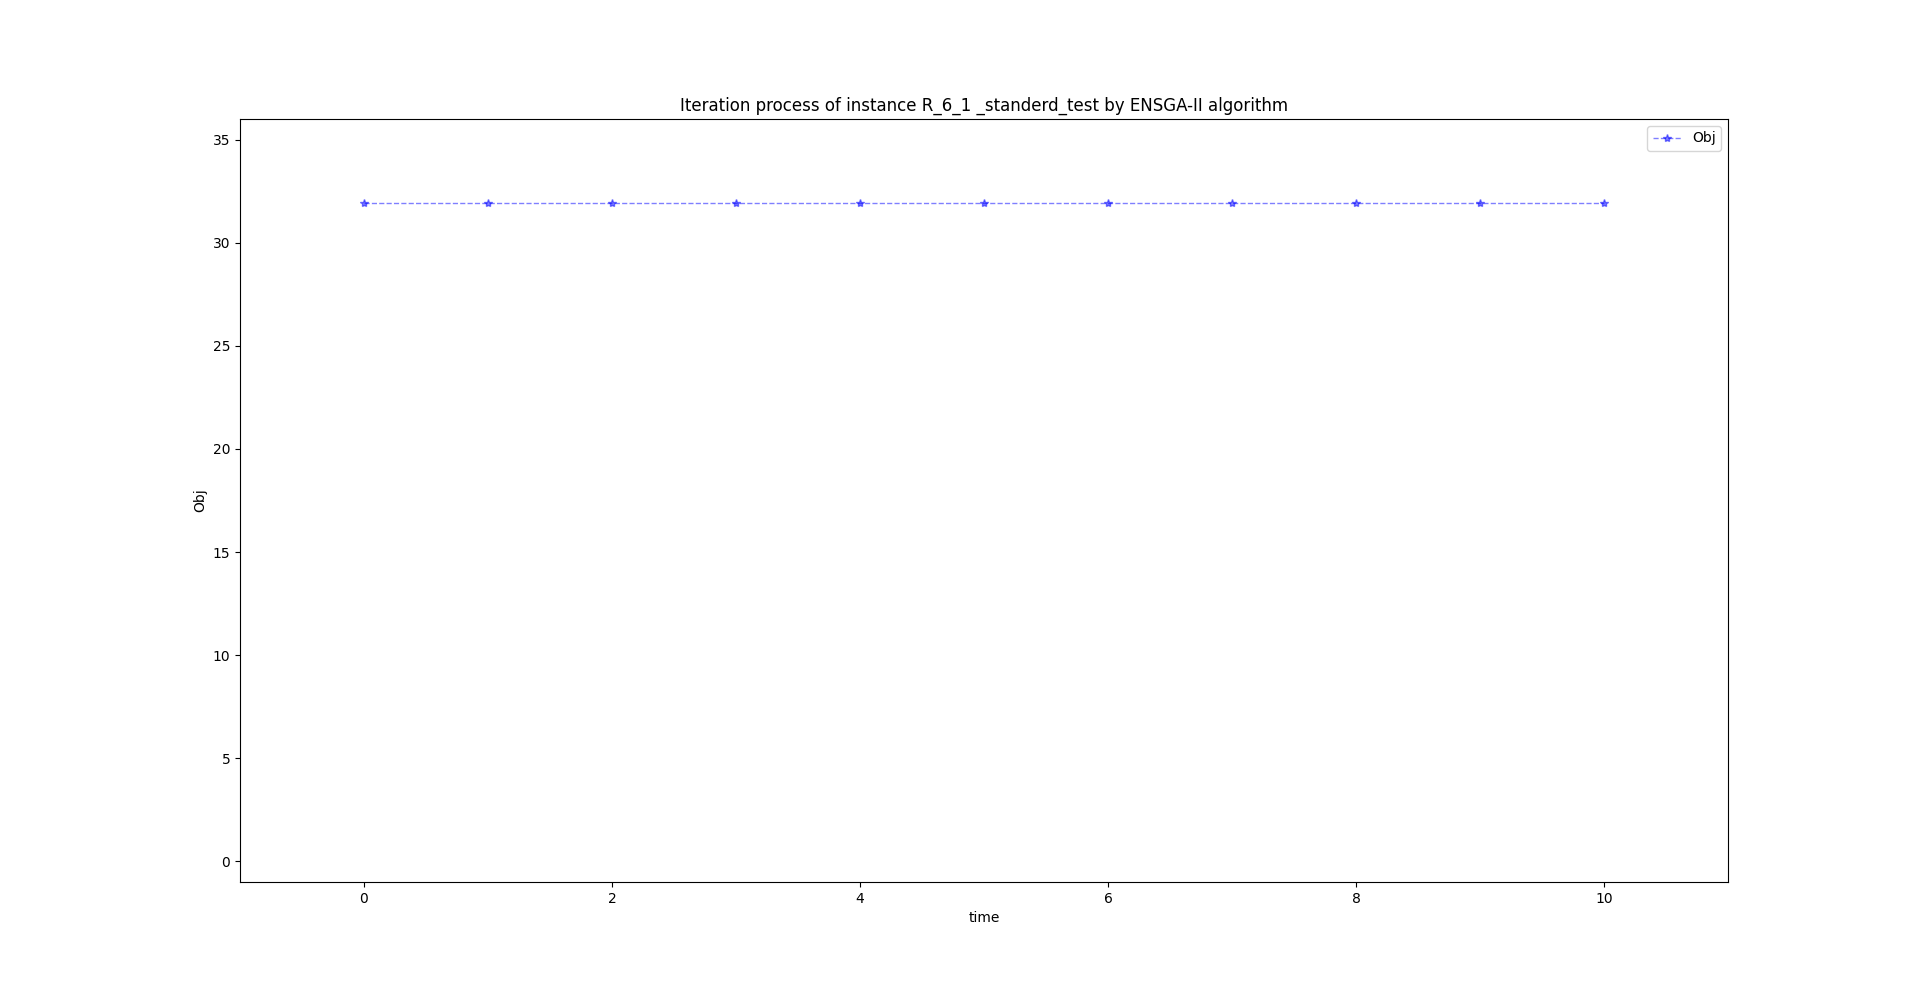 Iteration process of instance R_6_1 _standerd_test by ENSGA-II algorithm
Obj
35
30
25
20
15
10
5
0
Obj
0 2 4 6 8 10
time